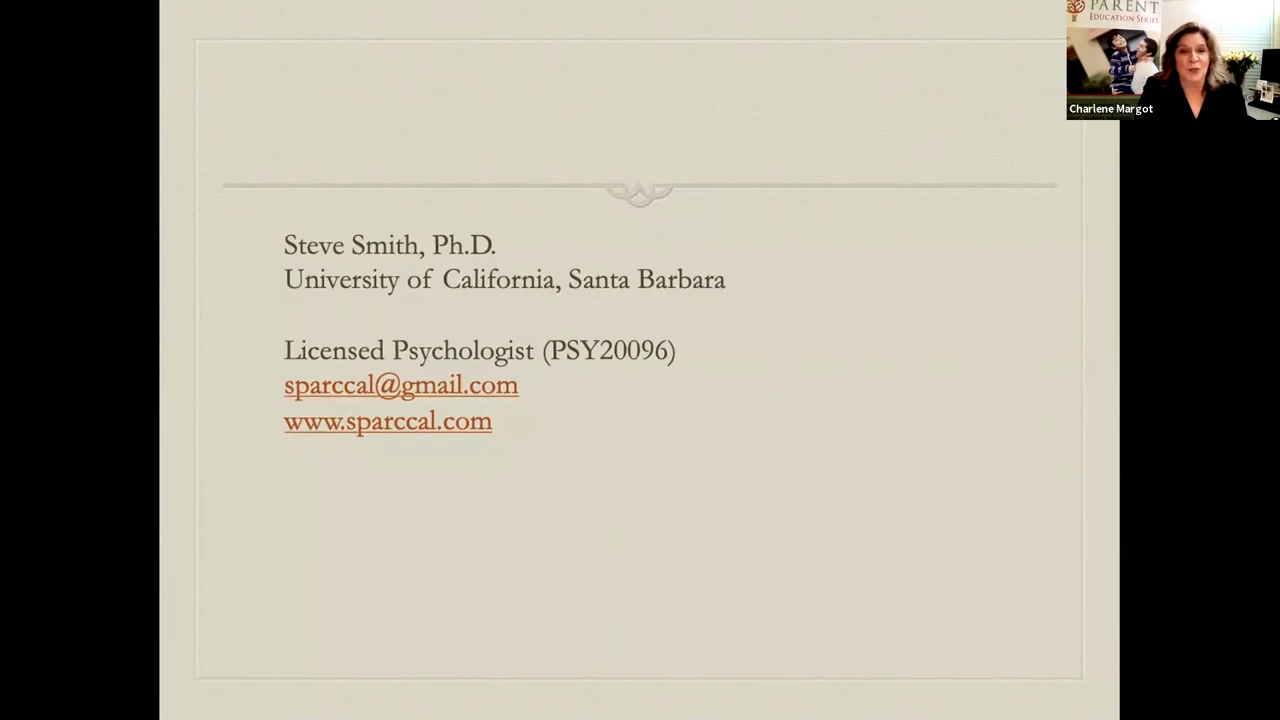 PARENT
EDUCATION SERIES
Charlene Margot
Steve Smith, Ph.D.
University of California, Santa Barbara
Licensed Psychologist (PSY20096)
sparccal@gmail.com
www.sparccal.com